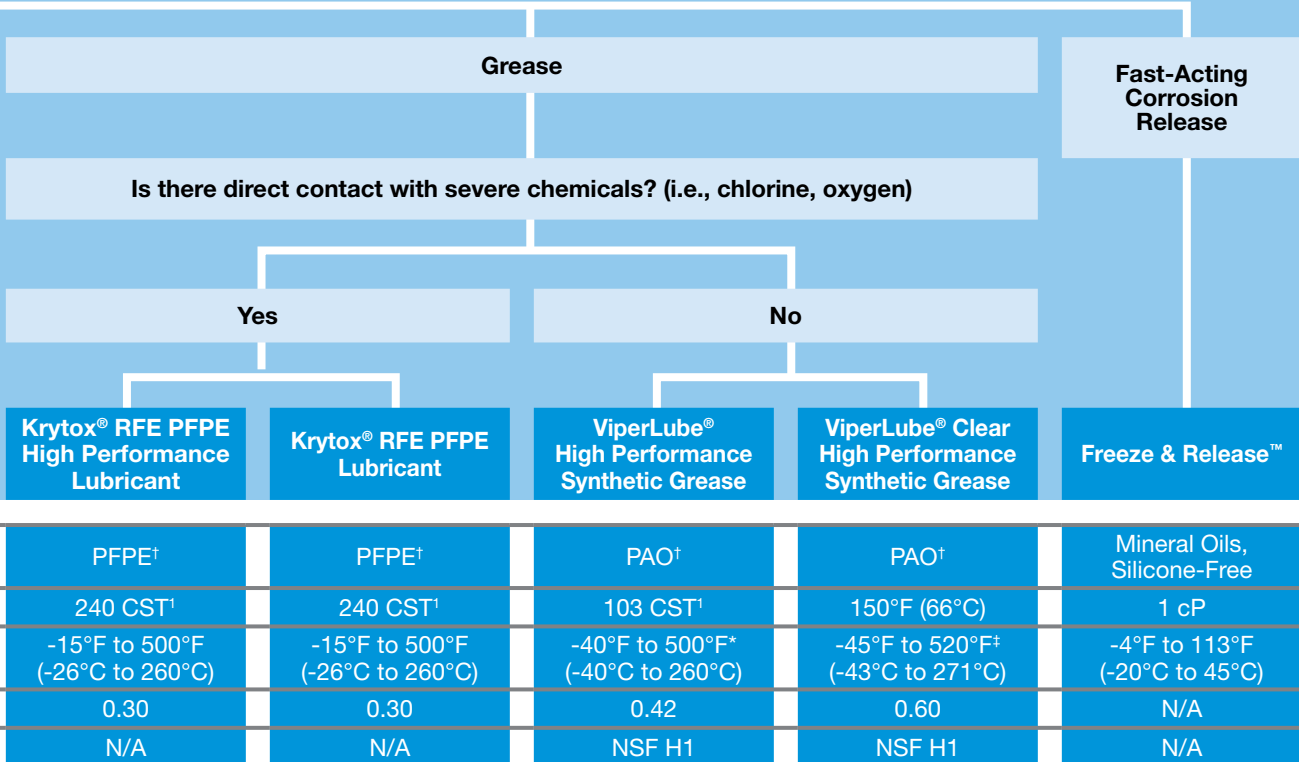 Grease
Fast-Acting
Corrosion
Release
Is there direct contact with severe chemicals? (i.e., chlorine, oxygen)
Yes
No
Krytox® RFE PFPE
High Performance
Lubricant
Krytox® RFE PFPE
Lubricant
ViperLube®
High Performance
Synthetic Grease
ViperLube® Clear
High Performance
Synthetic Grease
Freeze & Release™
PFPE†
PFPE†
PAO†
PAO†
Mineral Oils,
Silicone-Free
240 CST¹
240 CST¹
103 CST¹
150°F (66°C)
1 cP
-15°F to 500°F
(-26°C to 260°C)
-15°F to 500°F
(-26°C to 260°C)
-40°F to 500°F*
(-40°C to 260°C)
-45°F to 520°F‡
(-43°C to 271°C)
-4°F to 113°F
(-20°C to 45°C)
0.30
0.30
0.42
0.60
N/A
N/A
N/A
NSF H1
NSF H1
N/A